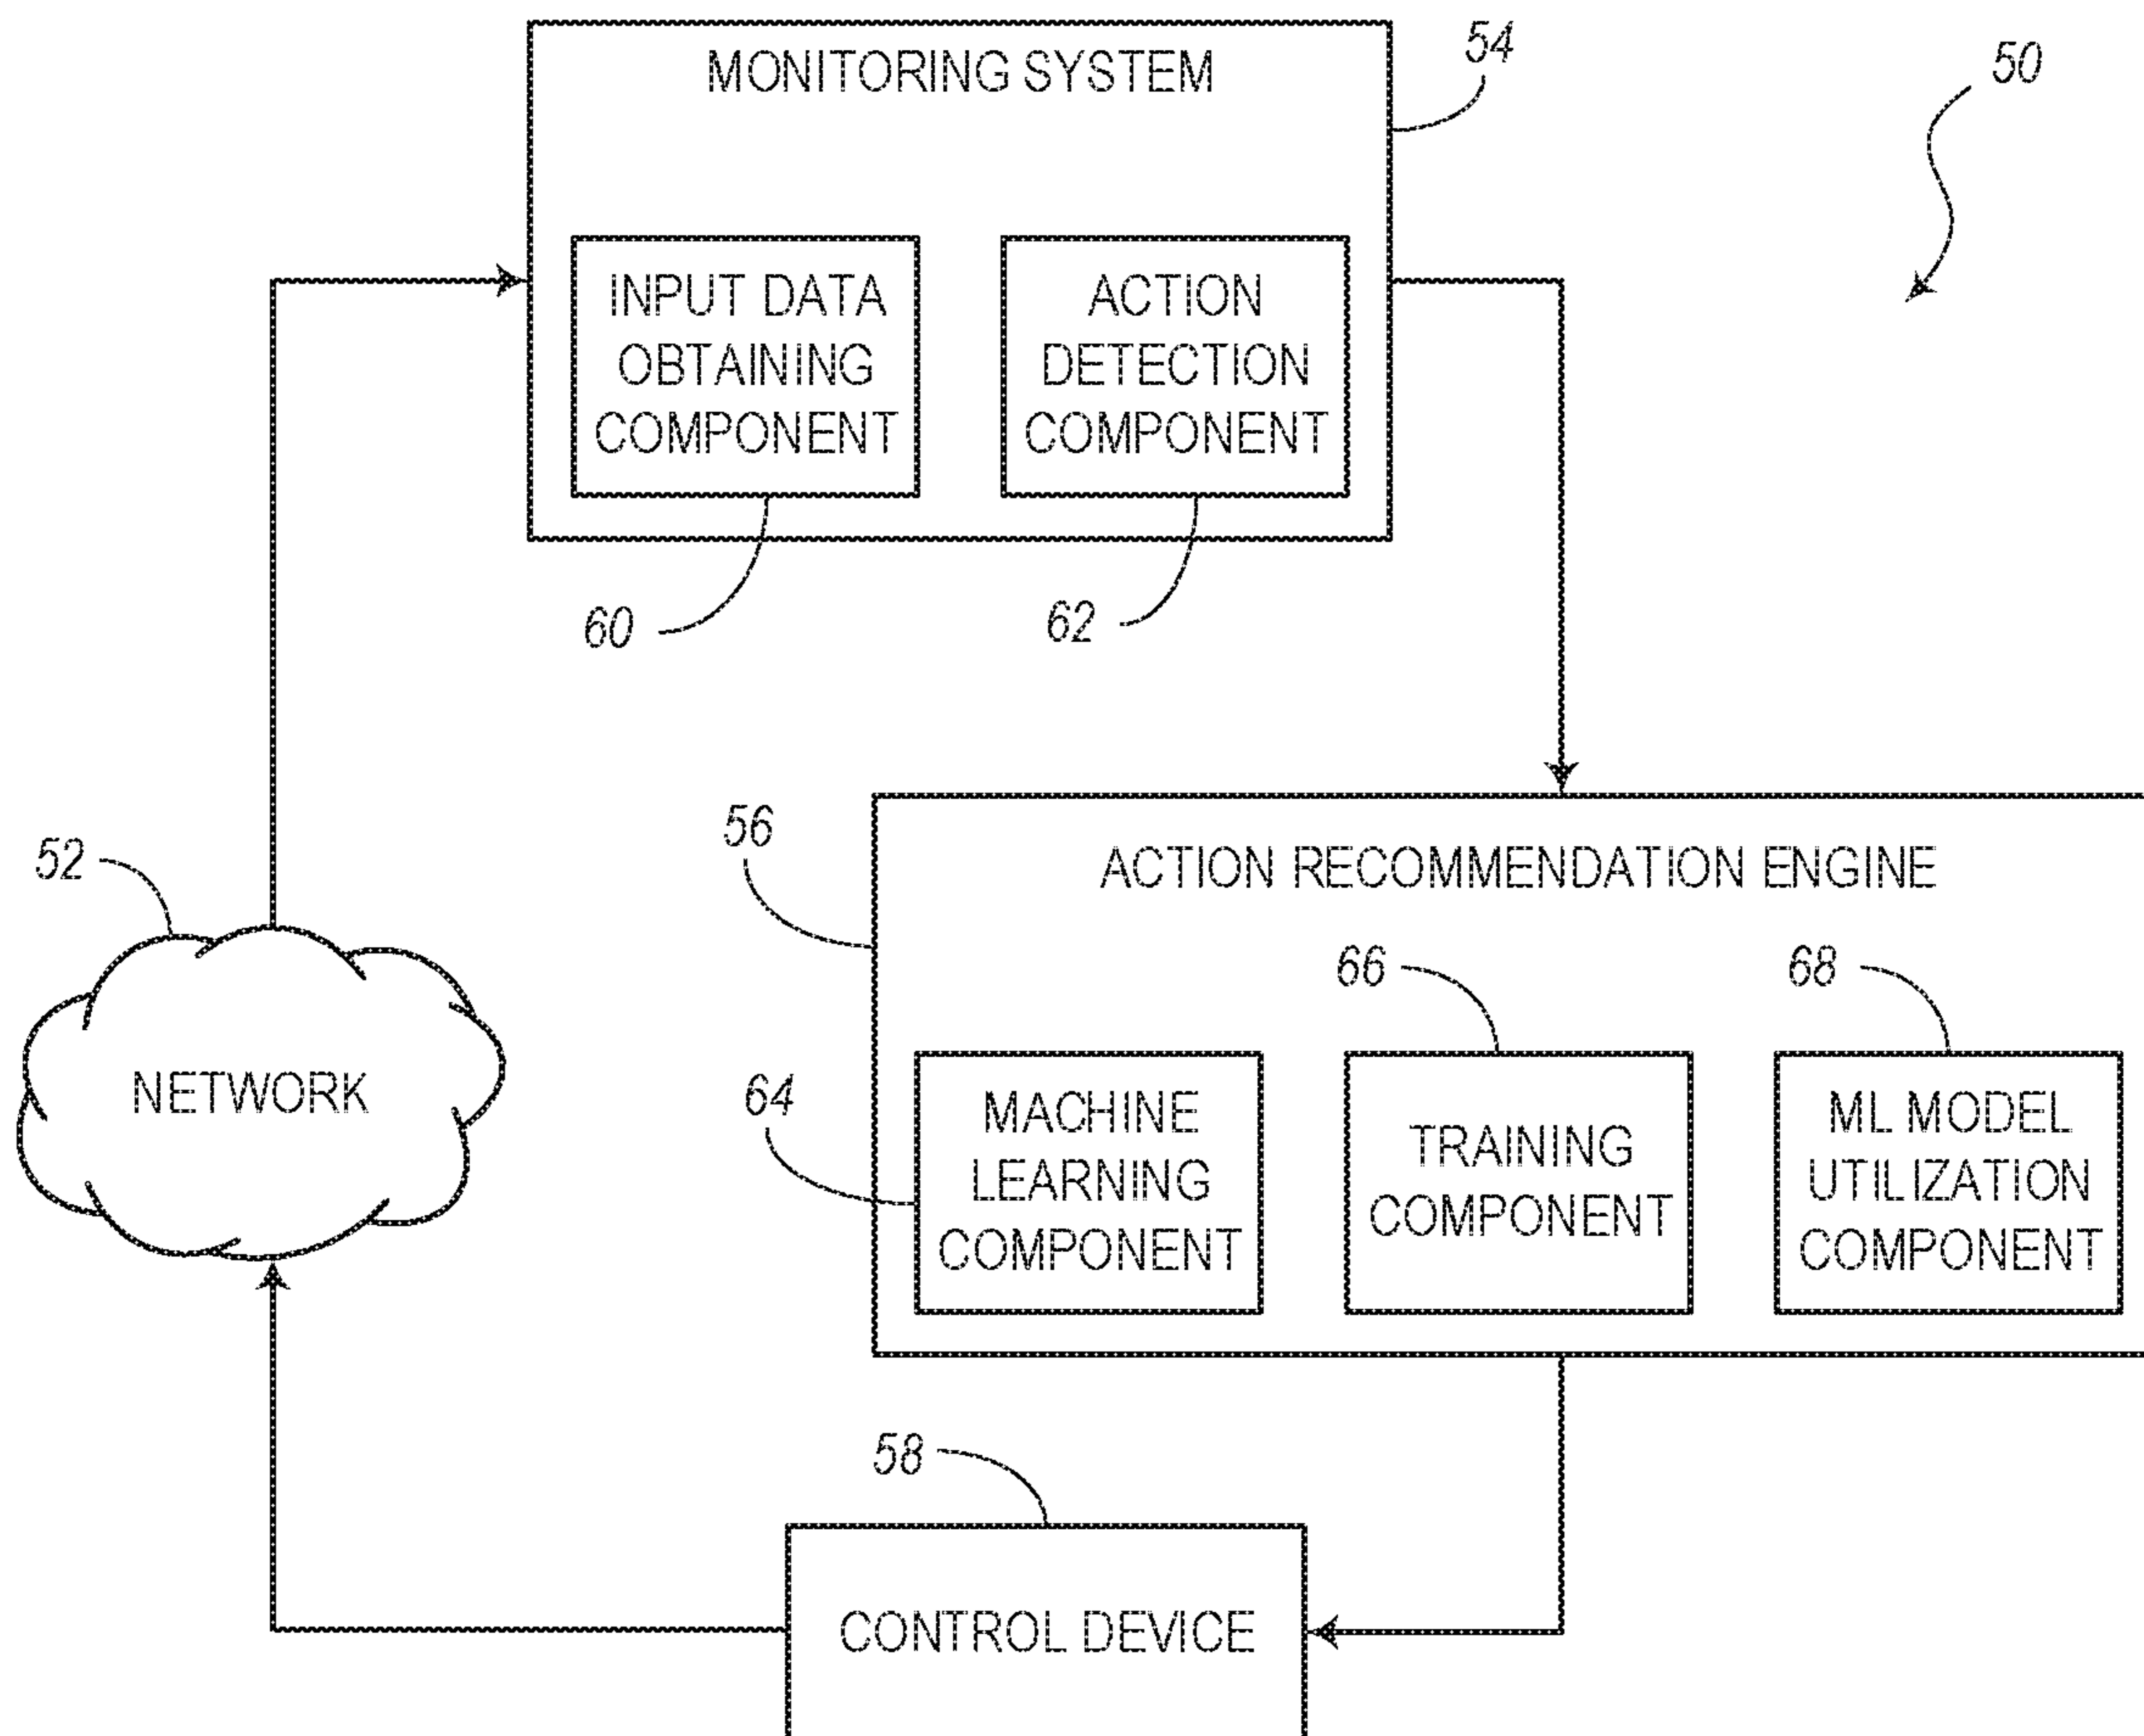 MONITORING SYSTEM
54
50
INPUT DATA
OBTAINING
COMPONENT
ACTION
DETECTION
COMPONENT
60
62
52
NETWORK
56
ACTION RECOMMENDATION ENGINE
66
68
64
MACHINE
LEARNING
COMPONENT
TRAINING
COMPONENT
ML MODEL
UTILIZATION
COMPONENT
58
CONTROL DEVICE